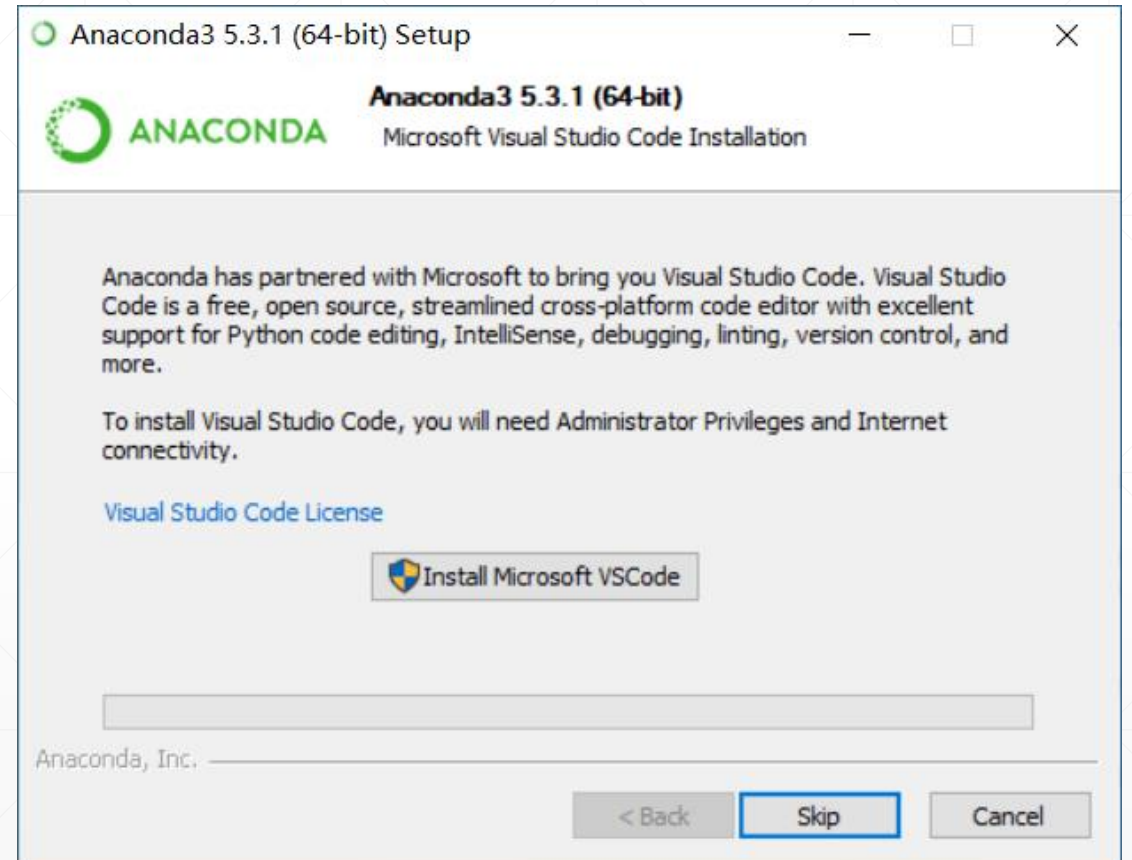 Anaconda3 5.3.1 (64-bit) Setup
ANACONDA
Anaconda3 5.3.1 (64-bit)
Microsoft Visual Studio Code Installation
Anaconda has partnered with Microsoft to bring you Visual Studio Code. Visual Studio
Code is a free, open source, streamlined cross-platform code editor with excellent
support for Python code editing, IntelliSense, debugging, linting, version control, and
more.
To install Visual Studio Code, you will need Administrator Privileges and Internet
connectivity.
Visual Studio Code License
Install Microsoft VSCode
Anaconda, Inc.
< Back
Skip
Cancel